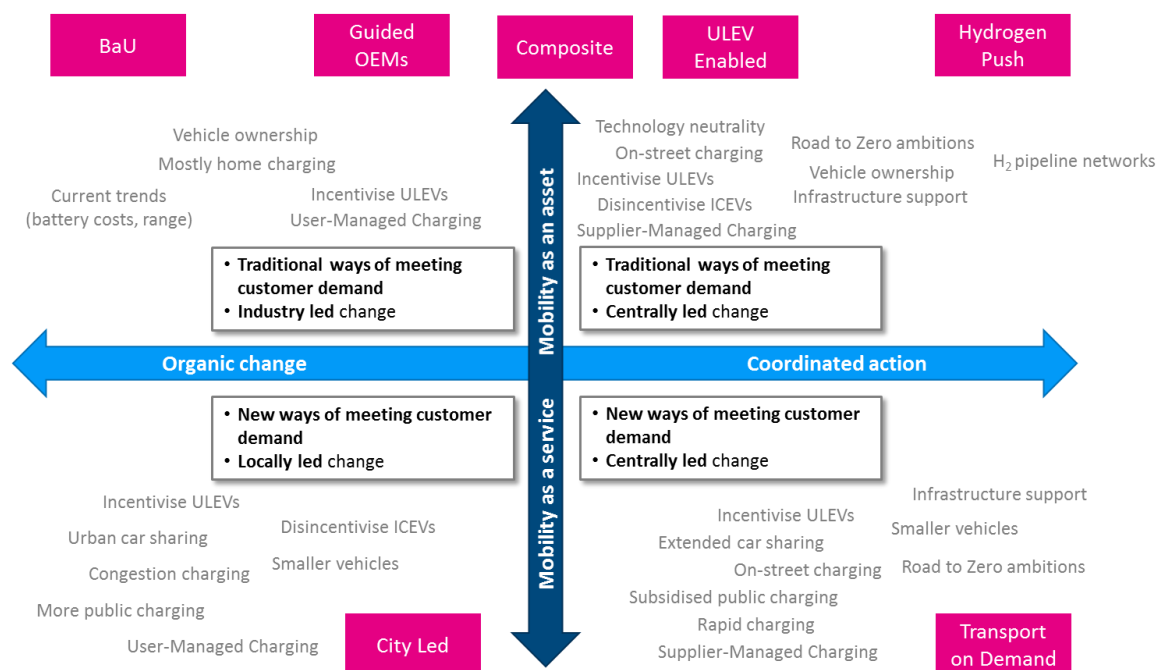 BaU
Guided
OEMs
Composite
ULEV
Enabled
Hydrogen
Push
Vehicle ownership
Mostly home charging
Current trends
(battery costs, range)
Incentivise ULEVs
User-Managed Charging
Technology neutrality
On-street charging
Incentivise ULEVs
Disincentivise ICEVs
Supplier-Managed Charging
Road to Zero ambitions
Vehicle ownership
Infrastructure support
H₂ pipeline networks
• Traditional ways of meeting
customer demand
• Industry led change
Mobility as an asset
• Traditional ways of meeting
customer demand
• Centrally led change
Organic change
Coordinated action
• New ways of meeting customer
demand
• Locally led change
Mobility as a service
• New ways of meeting customer
demand
• Centrally led change
Incentivise ULEVs
Urban car sharing
Disincentivise ICEVs
Congestion charging
Smaller vehicles
More public charging
User-Managed Charging
City Led
Infrastructure support
Incentivise ULEVs
Smaller vehicles
Extended car sharing
On-street charging
Road to Zero ambitions
Subsidised public charging
Rapid charging
Supplier-Managed Charging
Transport
on Demand